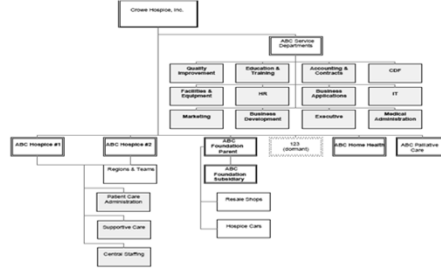 Crowe Hospice, Inc.
ABC Service
Departments
Quality
Improvement
Education &
Training
Accounting &
Contracts
CDF
Facilities &
Equipment
HR
Business
Applications
IT
Marketing
Business
Development
Executive
Medical
Administration
ABC Hospice #1
ABC Hospice #2
ABC
Foundation
Parent
123
(dormant)
ABC Home Health
ABC Palliative
Care
Regions & Teams
ABC
Foundation
Subsidiary
Patient Care
Administration
Resale Shops
Supportive Care
Hospice Cars
Central Staffing